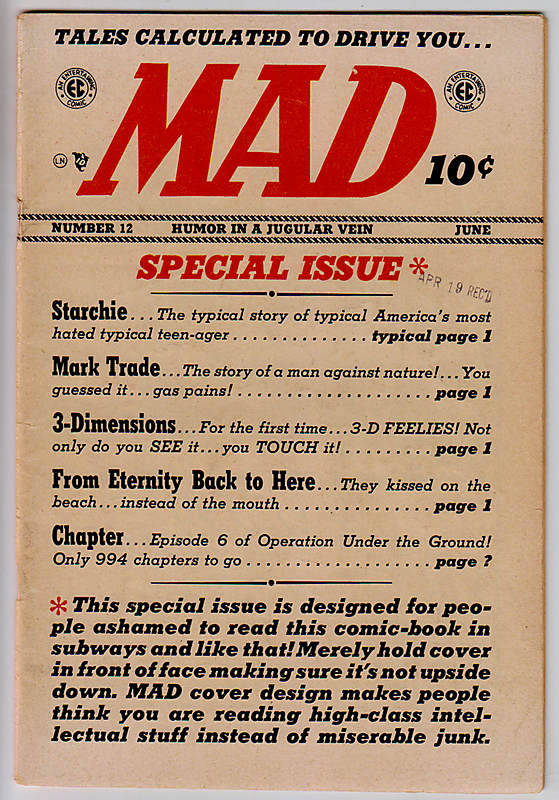 TALES CALCULATED TO DRIVE YOU...
AN ENTERTAINING EC COMIC
MAD
AN ENTERTAINING EC COMIC
LN
10¢
NUMBER 12 HUMOR IN A JUGULAR VEIN JUNE
SPECIAL ISSUE *
APR 19 REC'D
Starchie...The typical story of typical America's most
hated typical teen-ager ............... typical page 1
Mark Trade...The story of a man against nature!...You
guessed it...gas pains! ..................... page 1
3-Dimensions...For the first time...3-D FEELIES! Not
only do you SEE it...you TOUCH it! ......... page 1
From Eternity Back to Here...They kissed on the
beach...instead of the mouth ............... page 1
Chapter...Episode 6 of Operation Under the Ground!
Only 994 chapters to go ................... page ?
* This special issue is designed for peo-
ple ashamed to read this comic-book in
subways and like that! Merely hold cover
in front of face making sure it's not upside
down. MAD cover design makes people
think you are reading high-class intel-
lectual stuff instead of miserable junk.